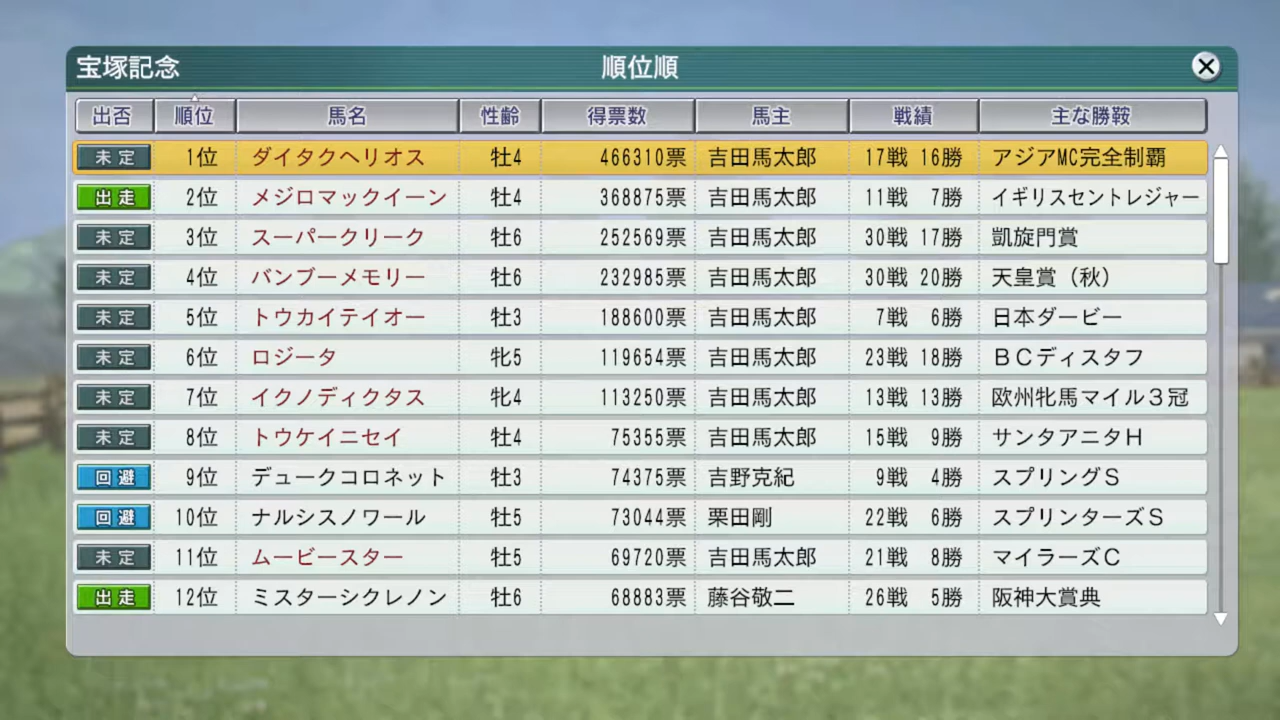 宝塚記念 順位順
出否 順位 馬名 性齢 得票数 馬主 戦績 主な勝鞍
未定 1位 ダイタクヘリオス 牡4 466310票 吉田馬太郎 17戦 16勝 アジアMC完全制覇
出走 2位 メジロマックイーン 牡4 368875票 吉田馬太郎 11戦 7勝 イギリスセントレジャー
未定 3位 スーパークリーク 牡6 252569票 吉田馬太郎 30戦 17勝 凱旋門賞
未定 4位 バンブーメモリー 牡6 232985票 吉田馬太郎 30戦 20勝 天皇賞（秋）
未定 5位 トウカイテイオー 牡3 188600票 吉田馬太郎 7戦 6勝 日本ダービー
未定 6位 ロジータ 牝5 119654票 吉田馬太郎 23戦 18勝 ＢＣディスタフ
未定 7位 イクノディクタス 牝4 113250票 吉田馬太郎 13戦 13勝 欧州牝馬マイル３冠
未定 8位 トウケイニセイ 牡4 75355票 吉田馬太郎 15戦 9勝 サンタアニタＨ
回避 9位 デュークコロネット 牡3 74375票 吉野克紀 9戦 4勝 スプリングＳ
回避 10位 ナルシスノワール 牡5 73044票 栗田剛 22戦 6勝 スプリンターズＳ
未定 11位 ムービースター 牡5 69720票 吉田馬太郎 21戦 8勝 マイラーズＣ
出走 12位 ミスターシクレノン 牡6 68883票 藤谷敬二 26戦 5勝 阪神大賞典